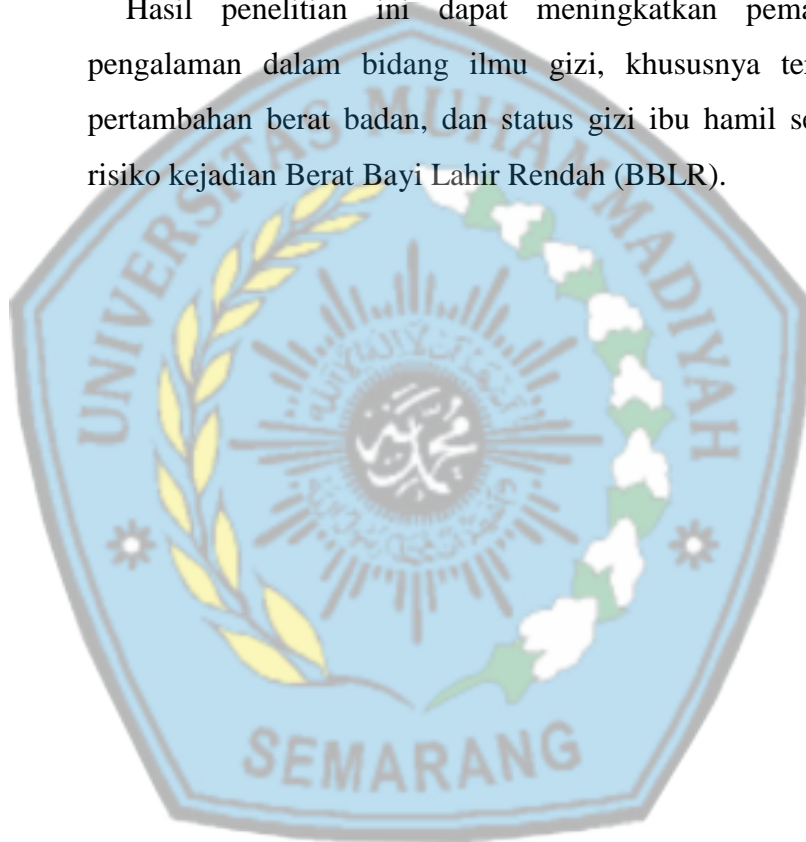 Hasil penelitian ini dapat meningkatkan
pengalaman dalam bidang ilmu gizi, khususnya
pertambahan berat badan, dan status gizi ibu hamil
risiko kejadian Berat Bayi Lahir Rendah (BBLR).
UNIVERSITAS MUHAMMADIYAH
SEMARANG